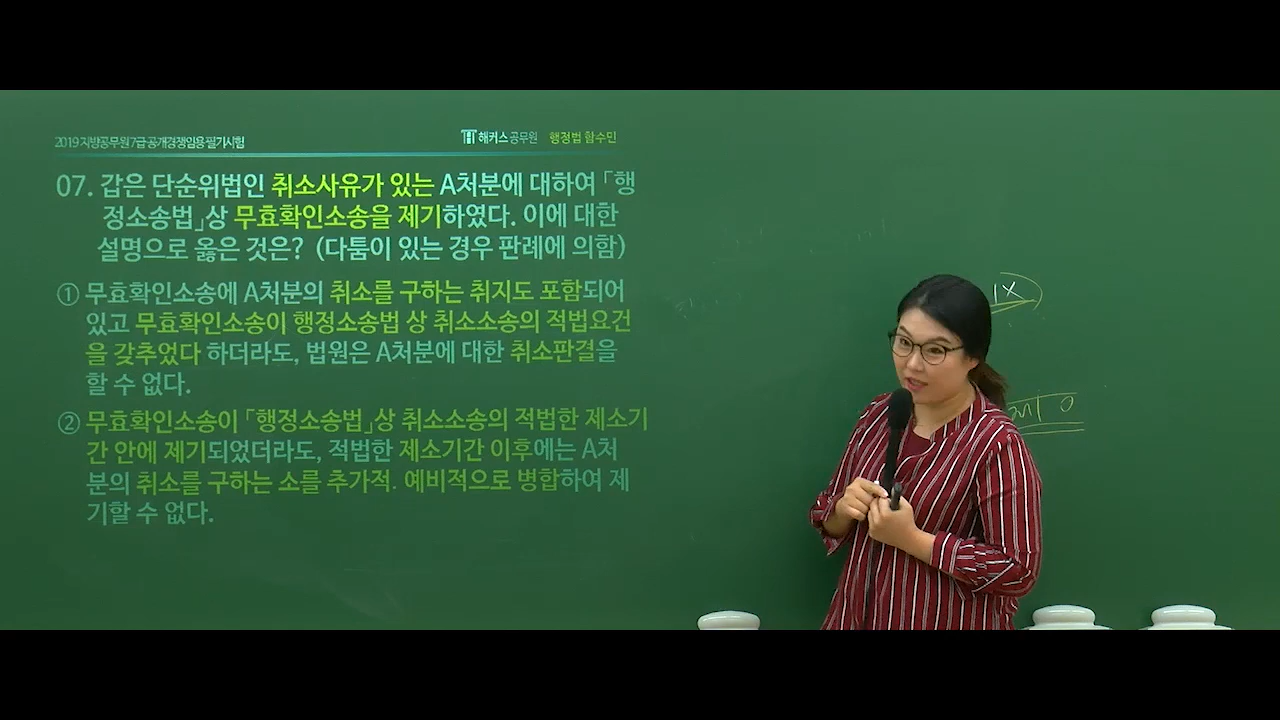 2019 지방공무원 7급 공개경쟁임용 필기시험
해커스공무원 행정법 함수민
07. 갑은 단순위법인 취소사유가 있는 A처분에 대하여 「행
정소송법」상 무효확인소송을 제기하였다. 이에 대한
설명으로 옳은 것은? (다툼이 있는 경우 판례에 의함)
① 무효확인소송에 A처분의 취소를 구하는 취지도 포함되어
있고 무효확인소송이 행정소송법 상 취소소송의 적법요건
을 갖추었다 하더라도, 법원은 A처분에 대한 취소판결을
할 수 없다.
② 무효확인소송이 「행정소송법」상 취소소송의 적법한 제소기
간 안에 제기되었더라도, 적법한 제소기간 이후에는 A처
분의 취소를 구하는 소를 추가적. 예비적으로 병합하여 제
기할 수 없다.